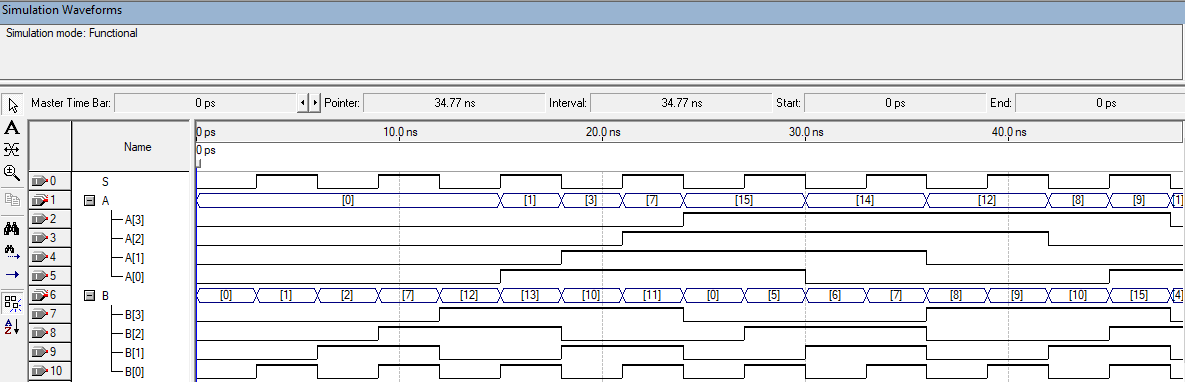 Simulation Waveforms
Simulation mode: Functional
Master Time Bar: 0 ps Pointer: 34.77 ns Interval: 34.77 ns Start: 0 ps End: 0 ps
Name
0 ps 10.0 ns 20.0 ns 30.0 ns 40.0 ns
0 ps
0 S
1 A [0] [1] [3] [7] [15] [14] [12] [8] [9] [1]
2 A[3]
3 A[2]
4 A[1]
5 A[0]
6 B [0] [1] [2] [7] [12] [13] [10] [11] [0] [5] [6] [7] [8] [9] [10] [15] [4]
7 B[3]
8 B[2]
9 B[1]
10 B[0]